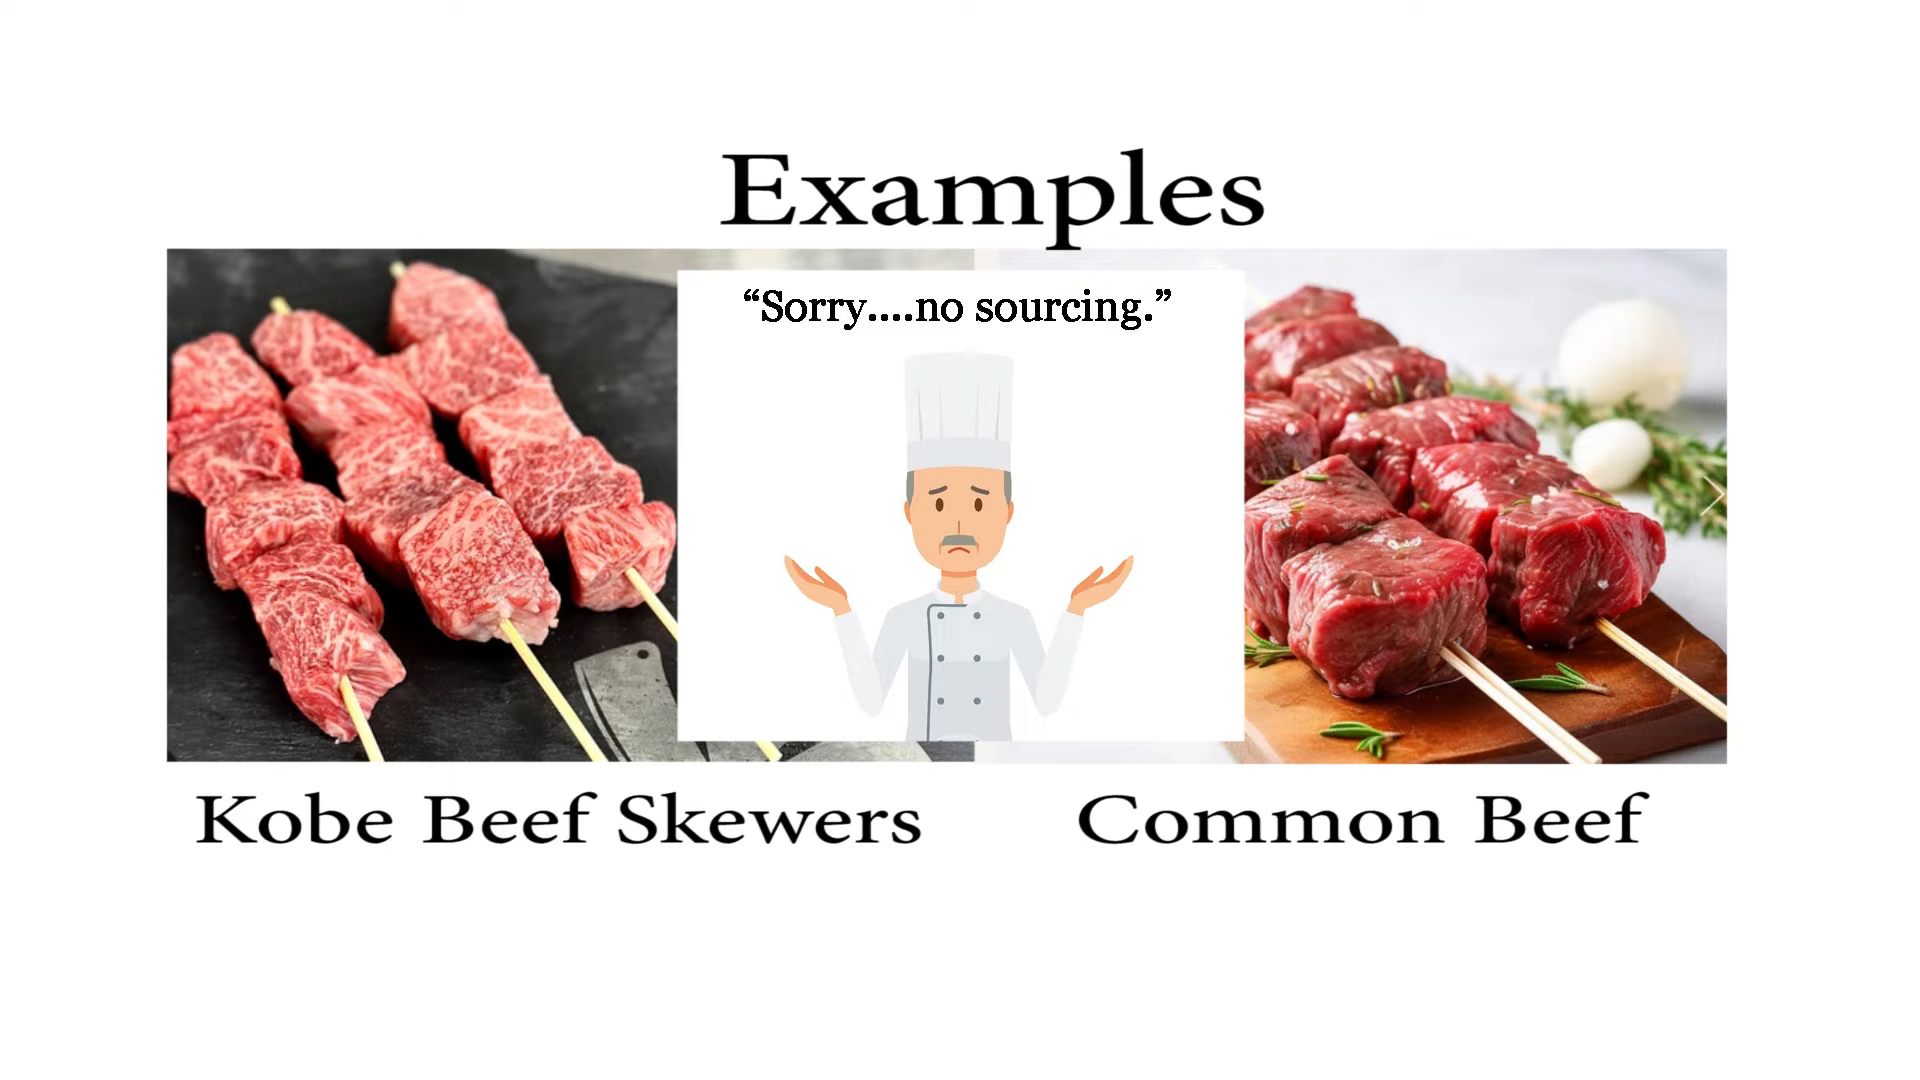 Examples
“Sorry....no sourcing.”
Kobe Beef Skewers
Common Beef